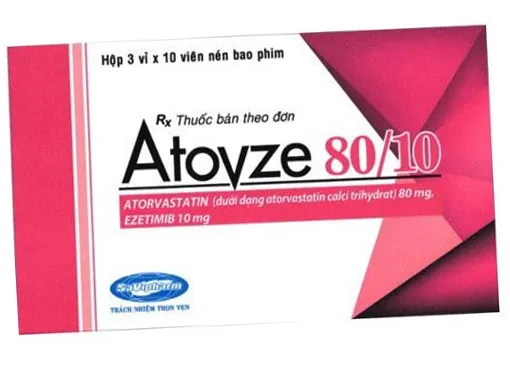 Hộp 3 vỉ x 10 viên nén bao phim
Rx Thuốc bán theo đơn
Atoyze 80/10
ATORVASTATIN (dưới dạng atorvastatin calci trihydrat) 80 mg,
EZETIMIB 10 mg
SaVipharm
TRÁCH NHIỆM TRỌN VẸN